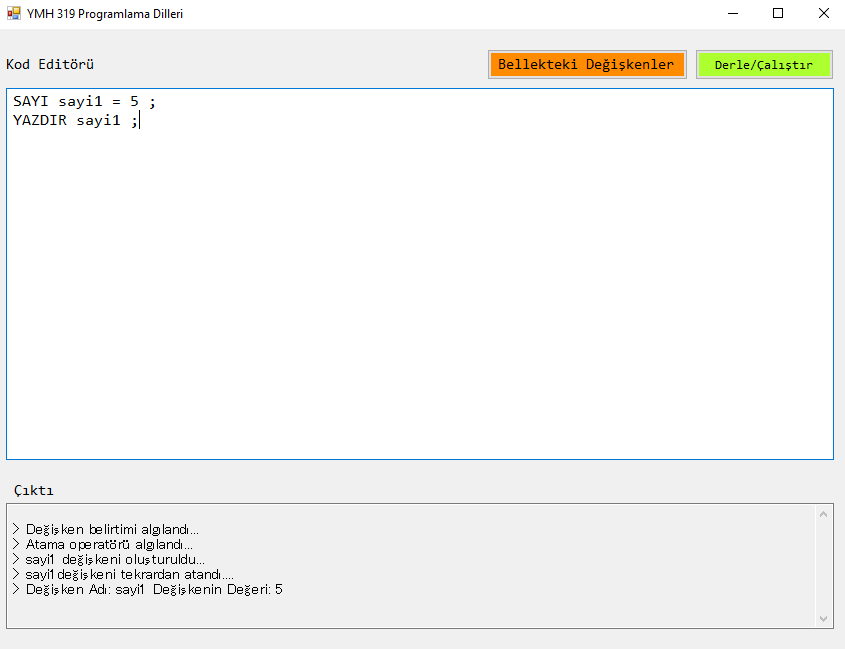 YMH 319 Programlama Dilleri
Kod Editörü
Bellekteki Değişkenler
Derle/Çalıştır
SAYI sayi1 = 5 ;
YAZDIR sayi1 ;
Çıktı
> Değişken belirtimi algılandı...
> Atama operatörü algılandı...
> sayi1  değişkeni oluşturuldu...
> sayi1 değişkeni tekrardan atandı....
> Değişken Adı: sayi1  Değişkenin Değeri: 5